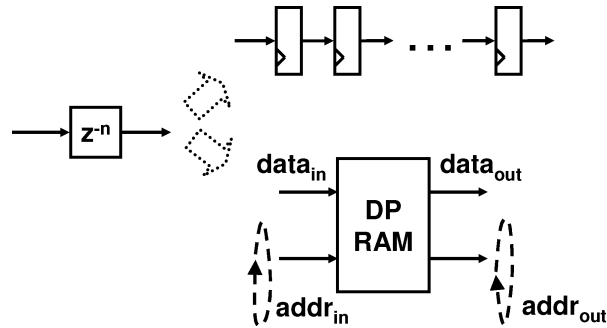 ...
z⁻ⁿ
data_in
data_out
DP
RAM
addr_in
addr_out